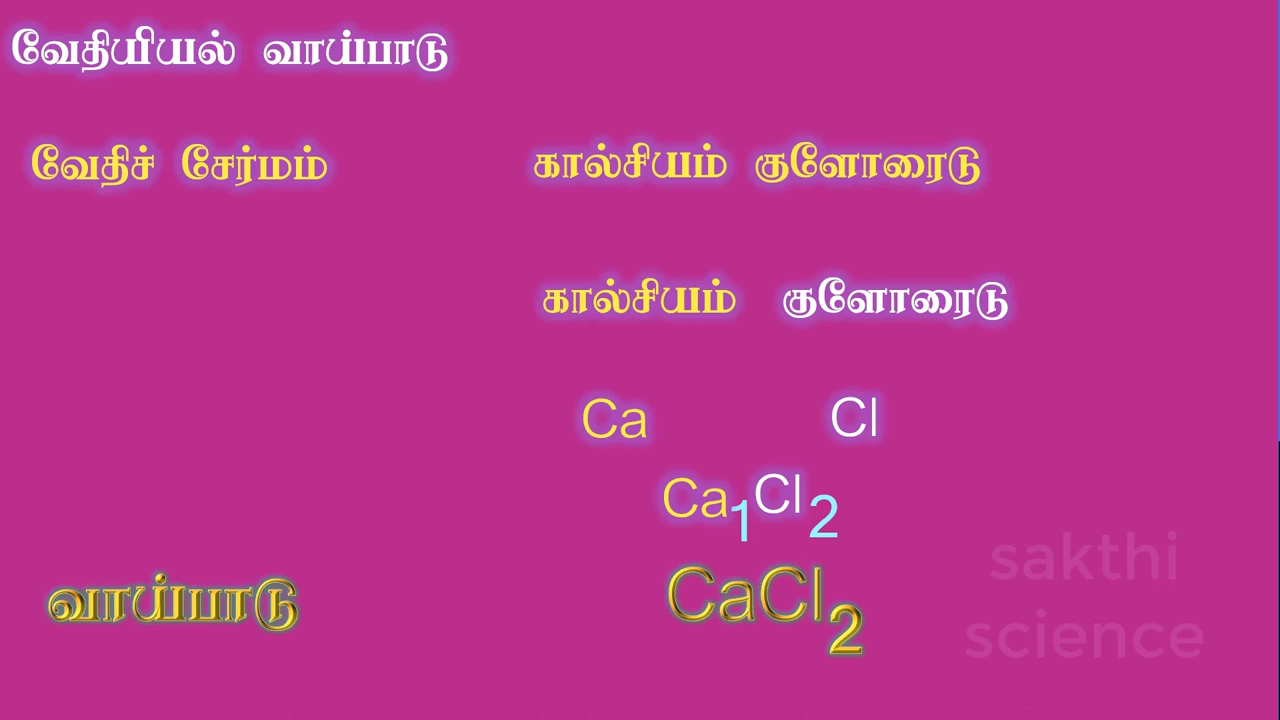 வேதியியல் வாய்ப்பாடு
வேதிச் சேர்மம் கால்சியம் குளோரைடு
கால்சியம் குளோரைடு
Ca Cl
Ca₁Cl₂
வாய்ப்பாடு CaCl₂
sakthi
science